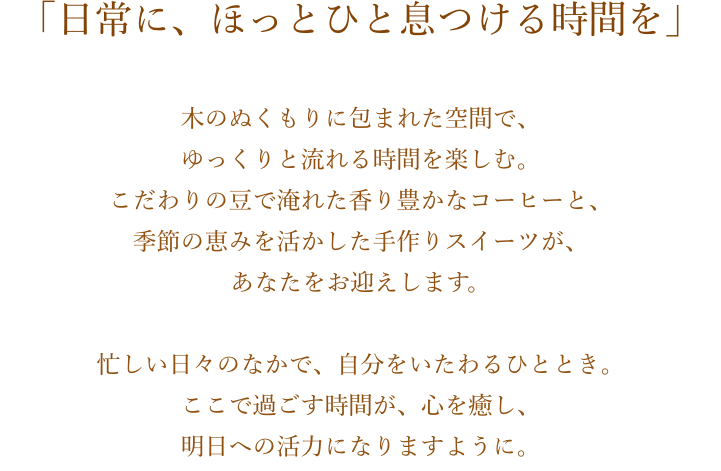 「日常に、ほっとひと息つける時間を」
木のぬくもりに包まれた空間で、
ゆっくりと流れる時間を楽しむ。
こだわりの豆で淹れた香り豊かなコーヒーと、
季節の恵みを活かした手作りスイーツが、
あなたをお迎えします。
忙しい日々のなかで、自分をいたわるひととき。
ここで過ごす時間が、心を癒し、
明日への活力になりますように。